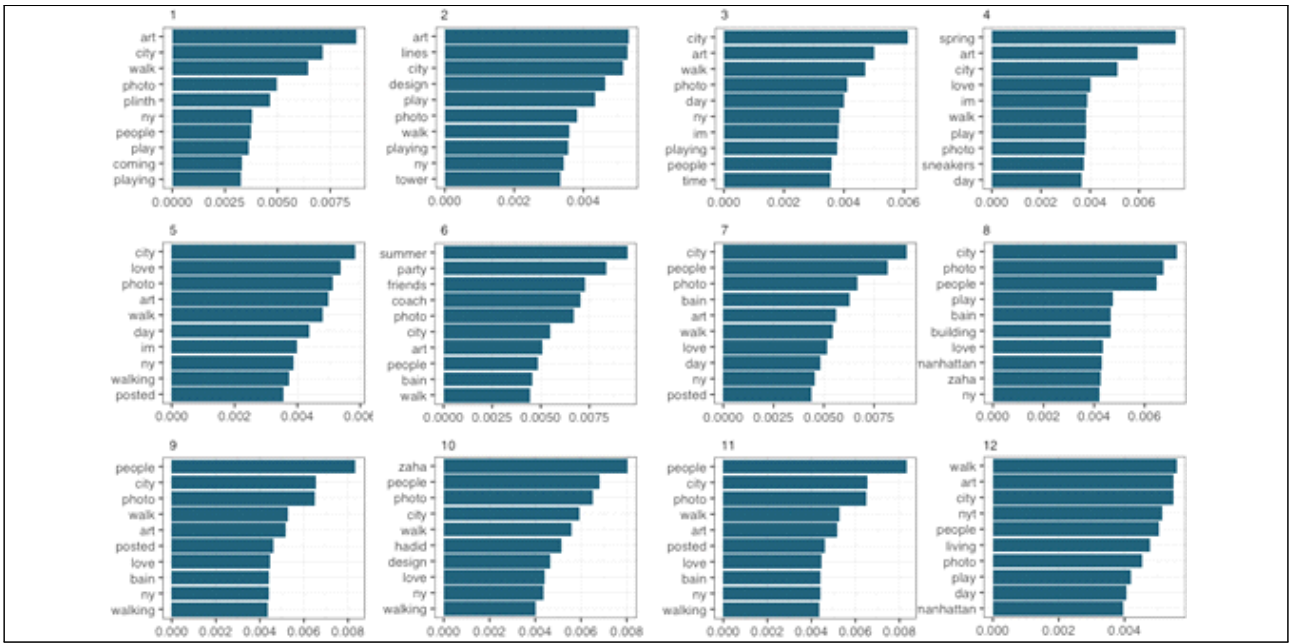 1
art
city
walk
photo
plinth
ny
people
play
coming
playing
0.0000 0.0025 0.0050 0.0075
2
art
lines
city
design
play
photo
walk
playing
ny
tower
0.000 0.002 0.004
3
city
art
walk
photo
day
ny
im
playing
people
time
0.000 0.002 0.004 0.006
4
spring
art
city
love
im
walk
play
photo
sneakers
day
0.000 0.002 0.004 0.006
5
city
love
photo
art
walk
day
im
ny
walking
posted
0.000 0.002 0.004 0.006
6
summer
party
friends
coach
photo
city
art
people
bain
walk
0.0000 0.0025 0.0050 0.0075
7
city
people
photo
bain
art
walk
love
day
ny
posted
0.0000 0.0025 0.0050 0.0075
8
city
photo
people
play
bain
building
love
manhattan
zaha
ny
0.000 0.002 0.004 0.006
9
people
city
photo
walk
art
posted
love
bain
ny
walking
0.000 0.002 0.004 0.006 0.008
10
zaha
people
photo
city
walk
hadid
design
love
ny
walking
0.000 0.002 0.004 0.006 0.008
11
people
city
photo
walk
art
posted
love
bain
ny
walking
0.000 0.002 0.004 0.006 0.008
12
walk
art
city
nyt
people
living
photo
play
day
manhattan
0.000 0.002 0.004